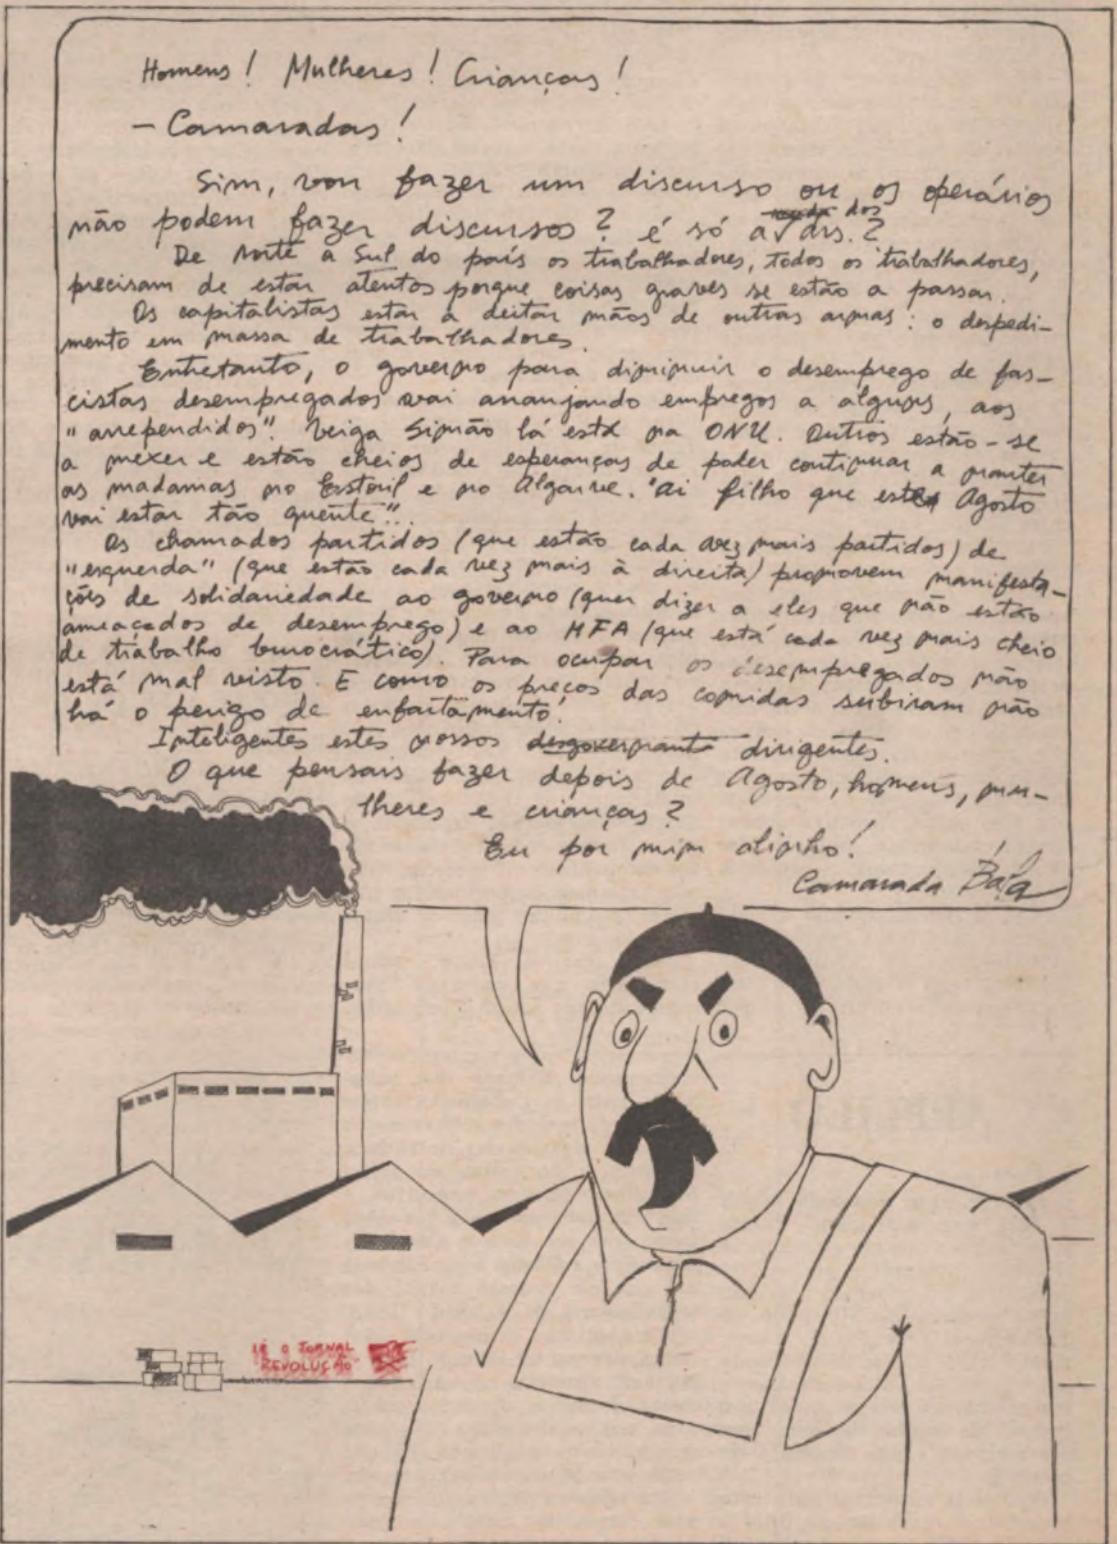 Homens! Mulheres! Crianças!
- Camaradas!
Sim, vou fazer um discurso ou os operários
não podem fazer discursos? é só a dos drs.?
De norte a Sul do país os trabalhadores, todos os trabalhadores,
precisam de estar atentos porque coisas graves se estão a passar.
Os capitalistas estar a deitar mãos de outras armas: o despedi-
mento em massa de trabalhadores.
Entretanto, o governo para diminuir o desemprego de fas-
cistas desempregados vai arranjando empregos a alguns, aos
"arrependidos". Veiga Simão lá está na ONU. Outros estão-se
a mexer e estão cheios de esperanças de poder continuar a manter
as madamas no Estoril e no Algarve. "Ai filho que este Agosto
vai estar tão quente"..
Os chamados partidos (que estão cada vez mais partidos) de
"esquerda" (que estão cada vez mais à direita) promovem manifesta-
ções de solidariedade ao governo (quer dizer a eles que não estão
ameaçados de desemprego) e ao MFA (que está cada vez mais cheio
de trabalho burocrático). Para ocupar os desempregados não
está mal visto. E como os preços das comidas subiram não
há o perigo de enfartamento.
Inteligentes estes nossos desgovernante dirigentes.
O que pensais fazer depois de Agosto, homens, mu-
lheres e crianças?
Eu por mim alinho!
Camarada
LÊ O JORNAL
REVOLUÇÃO